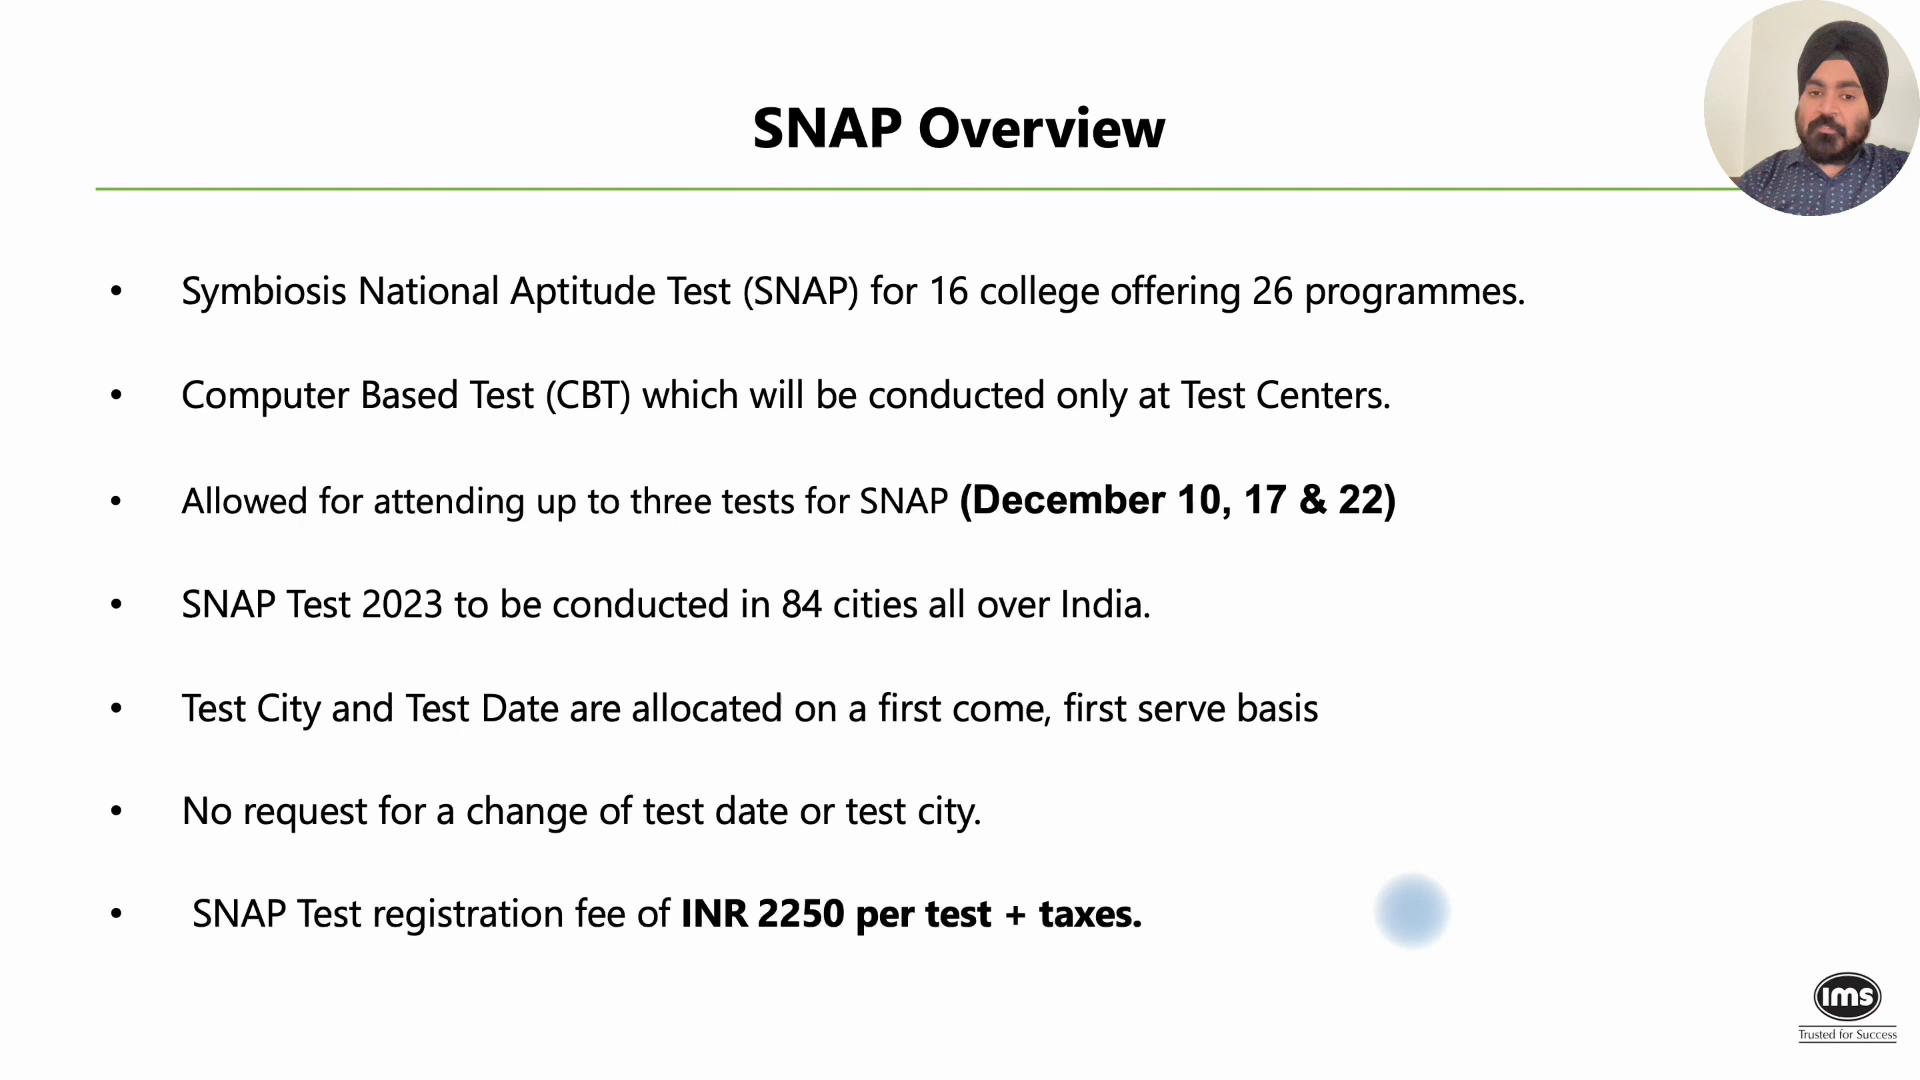 SNAP Overview
• Symbiosis National Aptitude Test (SNAP) for 16 college offering 26 programmes.
• Computer Based Test (CBT) which will be conducted only at Test Centers.
• Allowed for attending up to three tests for SNAP (December 10, 17 & 22)
• SNAP Test 2023 to be conducted in 84 cities all over India.
• Test City and Test Date are allocated on a first come, first serve basis
• No request for a change of test date or test city.
• SNAP Test registration fee of INR 2250 per test + taxes.
ims
Trusted for Success